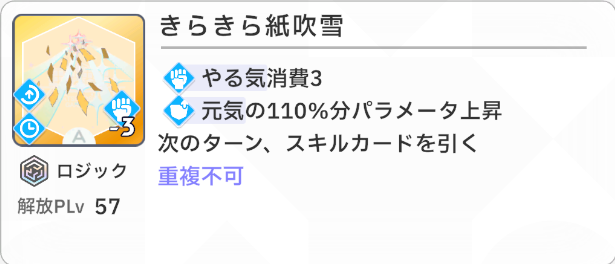 きらきら紙吹雪
やる気消費3
元気の110%分パラメータ上昇
次のターン、スキルカードを引く
重複不可
-3
A
ロジック
解放PLv 57